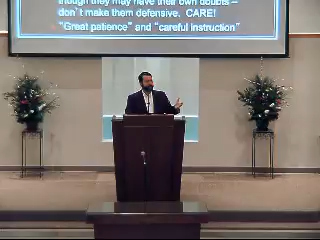 though they may have their own doubts –
don't make them defensive. CARE!
"Great patience" and "careful instruction"